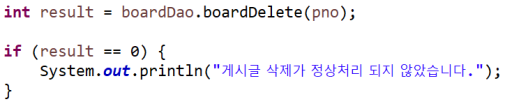 int result = boardDao.boardDelete(pno);
if (result == 0) {
System.out.println("게시글 삭제가 정상처리 되지 않았습니다.");
}